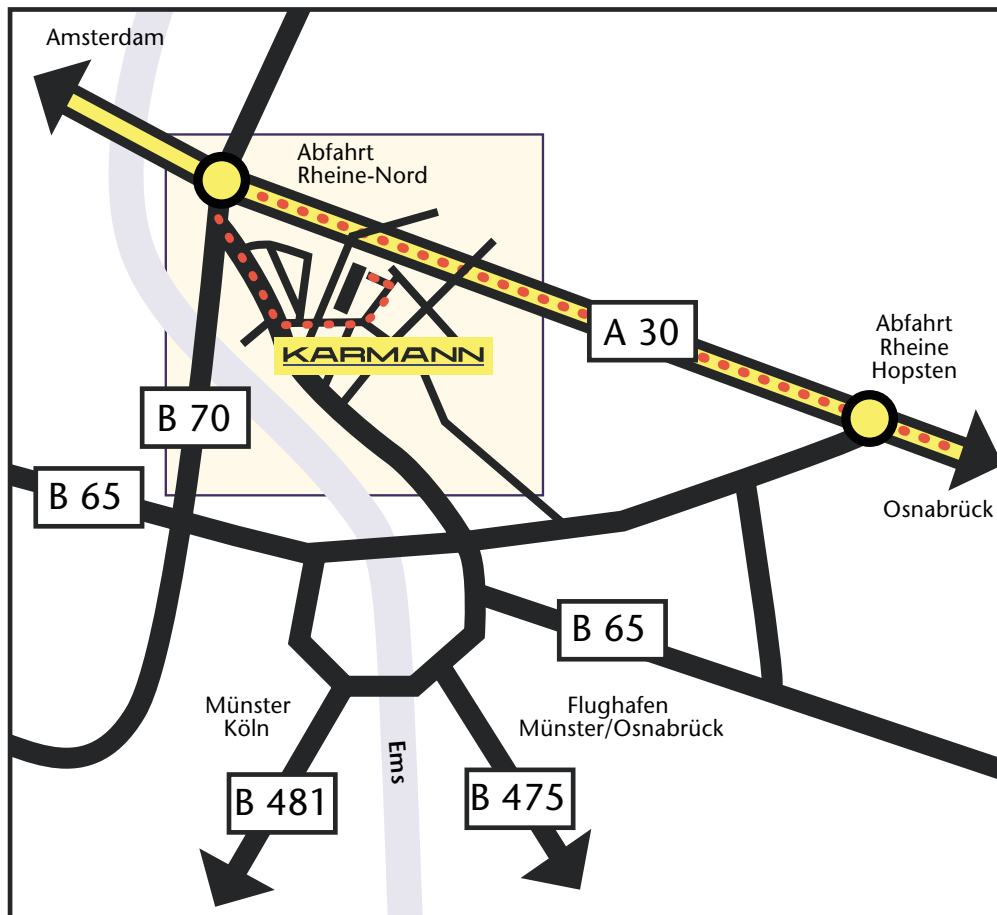 Amsterdam
Abfahrt
Rheine-Nord
A 30
Abfahrt
Rheine
Hopsten
KARMANN
B 70
B 65
Osnabrück
B 65
Münster
Köln
Flughafen
Münster/Osnabrück
Ems
B 481
B 475